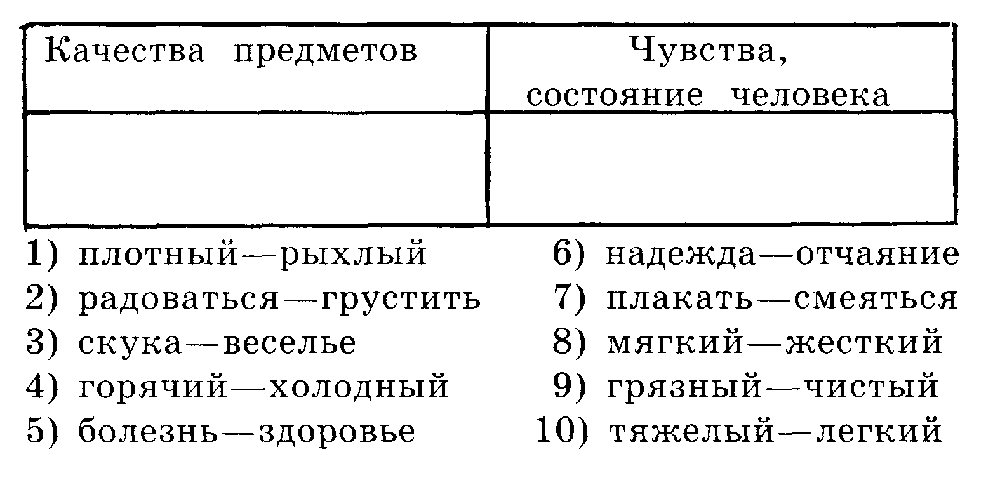 Качества предметов
Чувства,
состояние человека
1) плотный—рыхлый
2) радоваться—грустить
3) скука—веселье
4) горячий—холодный
5) болезнь—здоровье
6) надежда—отчаяние
7) плакать—смеяться
8) мягкий—жесткий
9) грязный—чистый
10) тяжелый—легкий